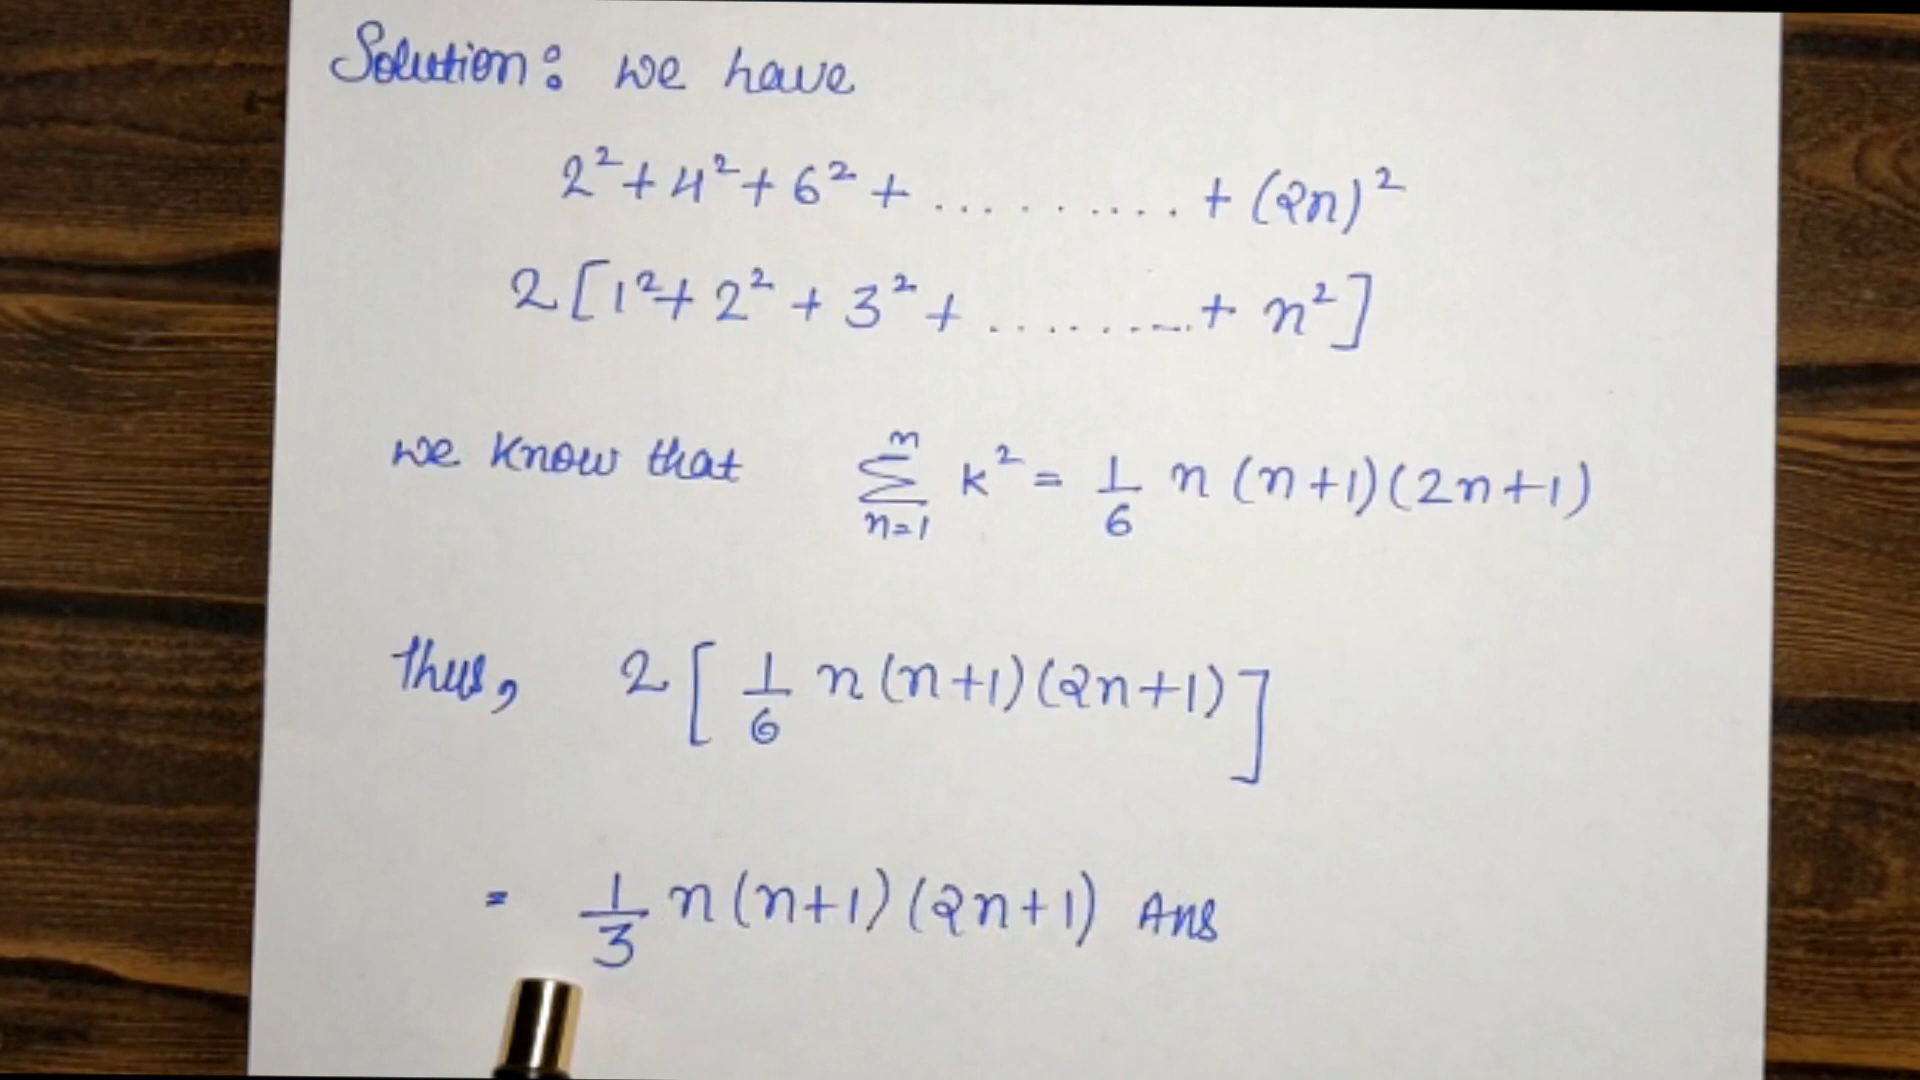 Solution: we have
2² + 4² + 6² + .......... + (2n)²
2 [1² + 2² + 3² + ......... + n²]
we know that ∑ⁿₙ₌₁ k² = 1/6 n (n+1)(2n+1)
Thus, 2 [1/6 n(n+1)(2n+1)]
= 1/3 n(n+1)(2n+1) Ans